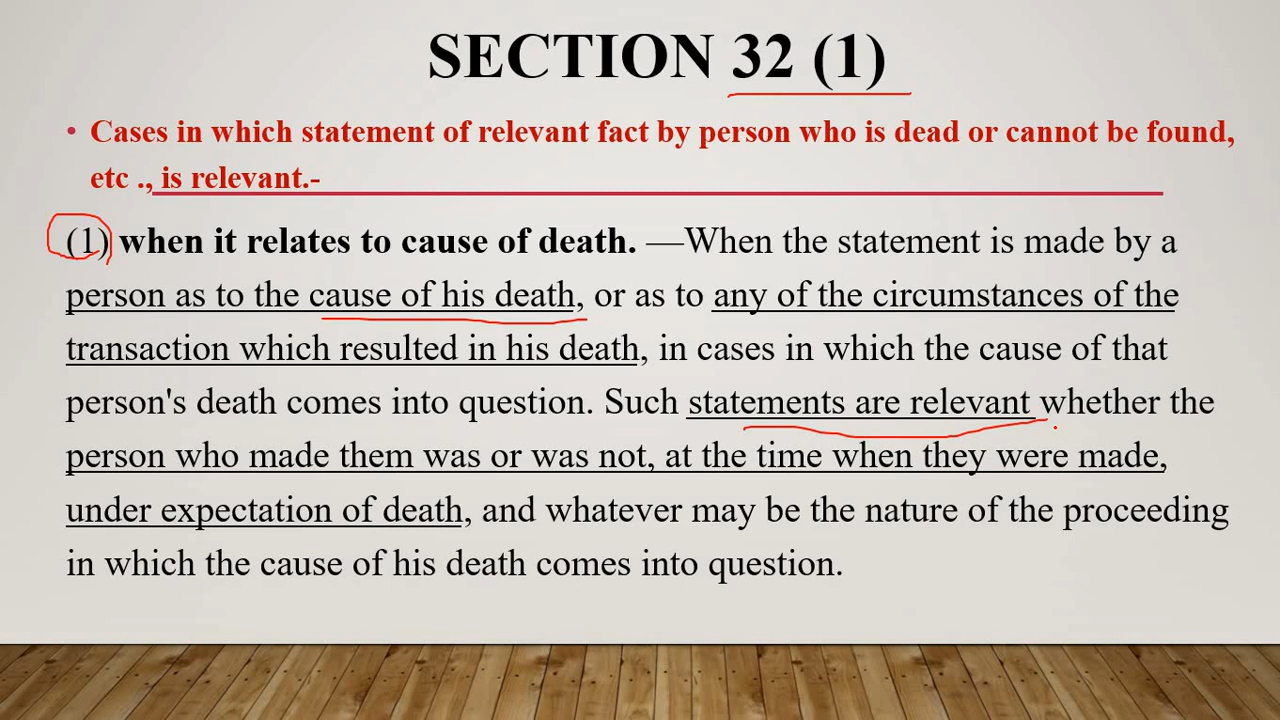 SECTION 32 (1)
• Cases in which statement of relevant fact by person who is dead or cannot be found,
etc ., is relevant.-
(1) when it relates to cause of death. —When the statement is made by a
person as to the cause of his death, or as to any of the circumstances of the
transaction which resulted in his death, in cases in which the cause of that
person's death comes into question. Such statements are relevant whether the
person who made them was or was not, at the time when they were made,
under expectation of death, and whatever may be the nature of the proceeding
in which the cause of his death comes into question.